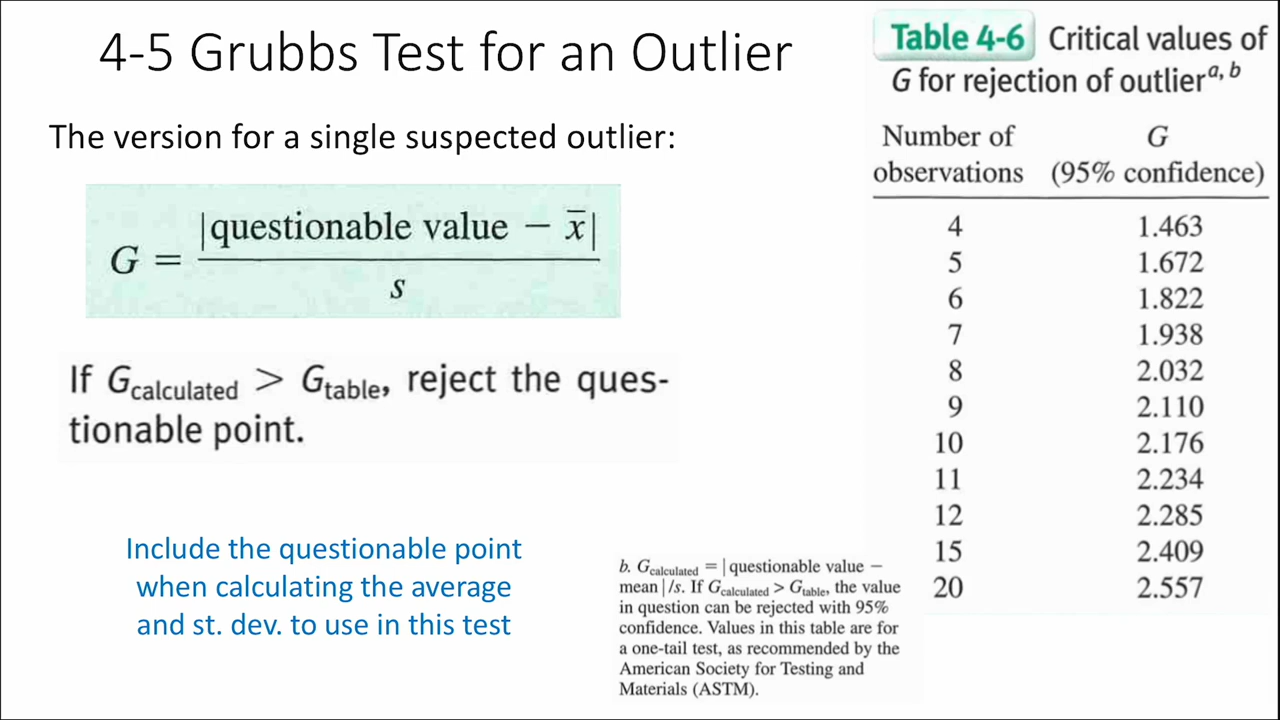 4-5 Grubbs Test for an Outlier
The version for a single suspected outlier:
G = |questionable value − x̄| / s
If Gcalculated > Gtable, reject the ques-
tionable point.
Include the questionable point
when calculating the average
and st. dev. to use in this test
Table 4-6 Critical values of
G for rejection of outlier^a, b
Number of G
observations (95% confidence)
4 1.463
5 1.672
6 1.822
7 1.938
8 2.032
9 2.110
10 2.176
11 2.234
12 2.285
15 2.409
20 2.557
b. Gcalculated = | questionable value −
mean | /s. If Gcalculated > Gtable, the value
in question can be rejected with 95%
confidence. Values in this table are for
a one-tail test, as recommended by the
American Society for Testing and
Materials (ASTM).